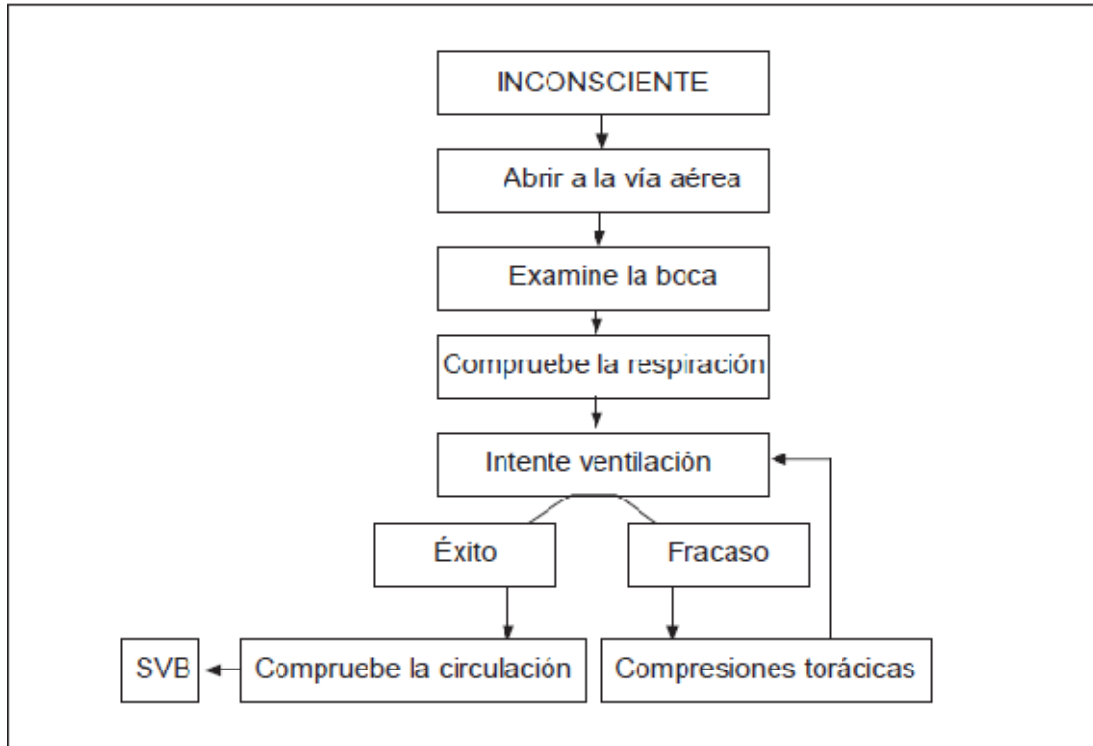 INCONSCIENTE
Abrir a la vía aérea
Examine la boca
Compruebe la respiración
Intente ventilación
Éxito
Fracaso
SVB
Compruebe la circulación
Compresiones torácicas